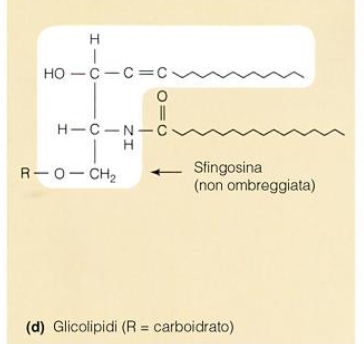 H
HO — C — C = C
O
H — C — N — C
H
R — O — CH₂
Sfingosina
(non ombreggiata)
(d) Glicolipidi (R = carboidrato)